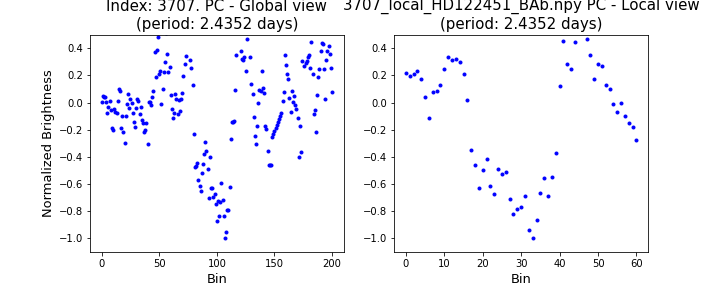 Index: 3707. PC - Global view
(period: 2.4352 days)
3707_local_HD122451_BAb.npy PC - Local view
(period: 2.4352 days)
Normalized Brightness
0.4
0.2
0.0
−0.2
−0.4
−0.6
−0.8
−1.0
0 50 100 150 200
Bin
0.4
0.2
0.0
−0.2
−0.4
−0.6
−0.8
−1.0
0 10 20 30 40 50 60
Bin